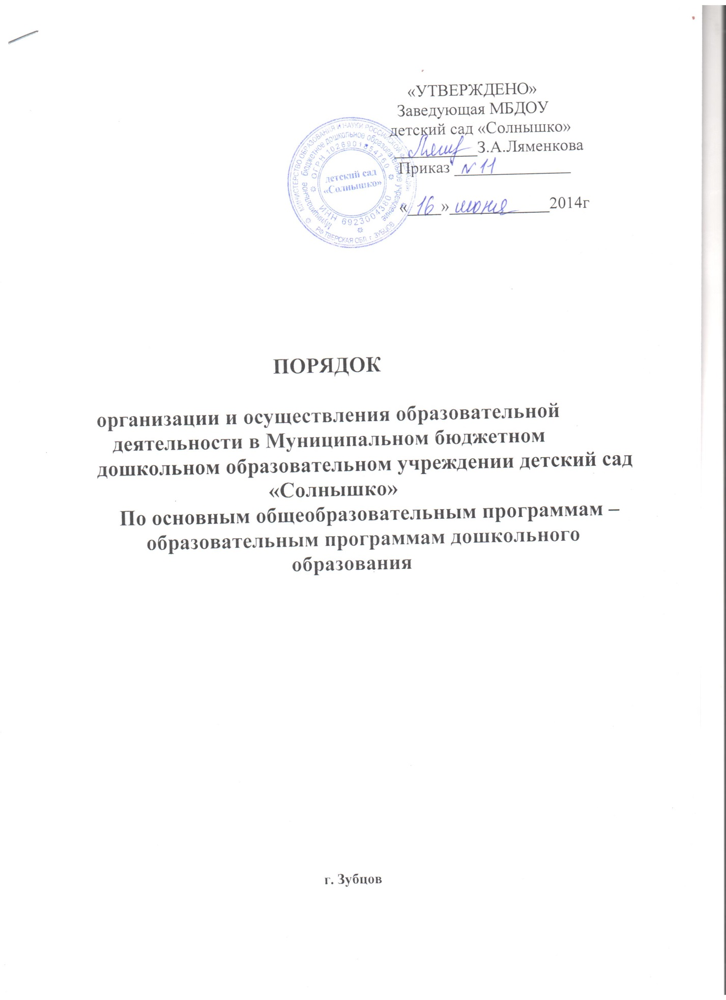 «УТВЕРЖДЕНО»
Заведующая МБДОУ
детский сад «Солнышко»
З.А.Ляменкова
Приказ № 11
«16» июня 2014г
МИНИСТЕРСТВО ОБРАЗОВАНИЯ И НАУКИ РОССИЙСКОЙ ФЕДЕРАЦИИ
РФ ТВЕРСКАЯ ОБЛ. г. ЗУБЦОВ
Муниципальное бюджетное дошкольное образовательное учреждение
ОГРН 1026901854760
ИНН 6923004380
детский сад
«Солнышко»
ПОРЯДОК
организации и осуществления образовательной
деятельности в Муниципальном бюджетном
дошкольном образовательном учреждении детский сад
«Солнышко»
По основным общеобразовательным программам –
образовательным программам дошкольного
образования
г. Зубцов